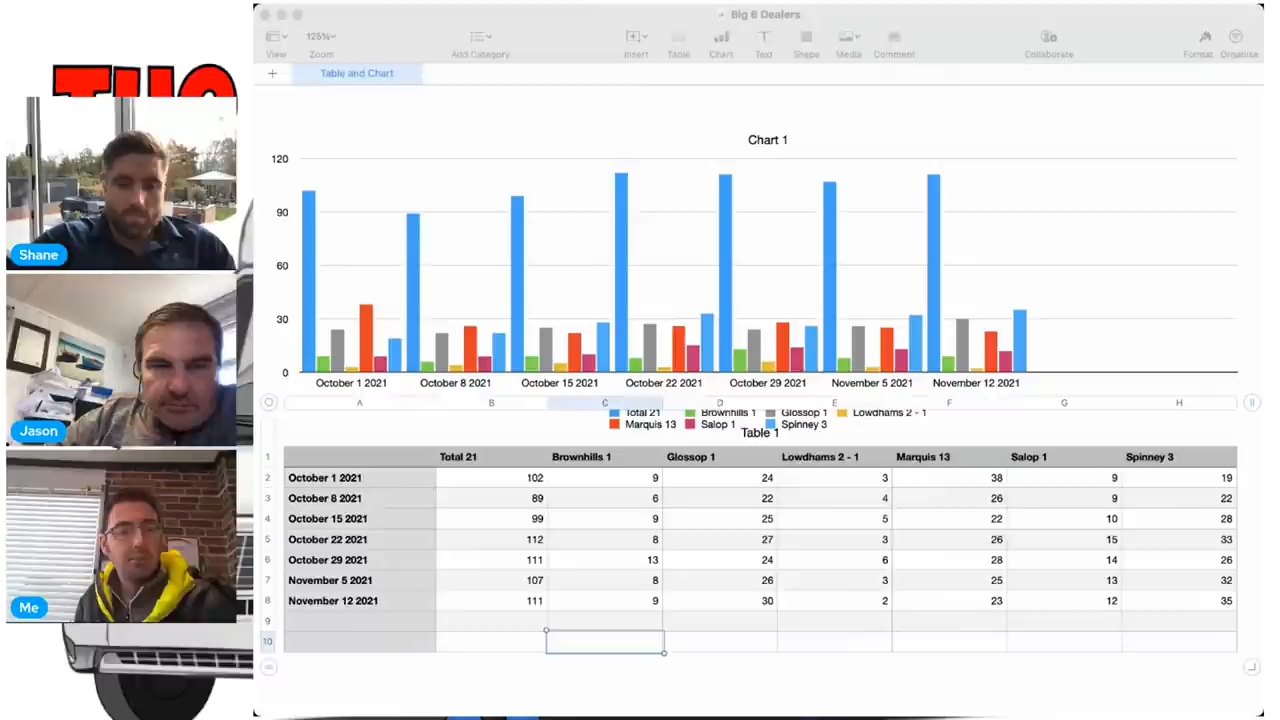 Big 6 Dealers
125%
View
Zoom
Add Category
Insert
Table
Chart
Text
Shape
Media
Comment
Collaborate
Format
Organise
Table and Chart
Chart 1
120
90
60
30
0
October 1 2021 October 8 2021 October 15 2021 October 22 2021 October 29 2021 November 5 2021 November 12 2021
A B C D E F G H
Total 21 Brownhills 1 Glossop 1 Lowdhams 2 - 1
Marquis 13 Salop 1 Spinney 3
Table 1
1 Total 21 Brownhills 1 Glossop 1 Lowdhams 2 - 1 Marquis 13 Salop 1 Spinney 3
2 October 1 2021 102 9 24 3 38 9 19
3 October 8 2021 89 6 22 4 26 9 22
4 October 15 2021 99 9 25 5 22 10 28
5 October 22 2021 112 8 27 3 26 15 33
6 October 29 2021 111 13 24 6 28 14 26
7 November 5 2021 107 8 26 3 25 13 32
8 November 12 2021 111 9 30 2 23 12 35
9
10
Shane
Jason
Me